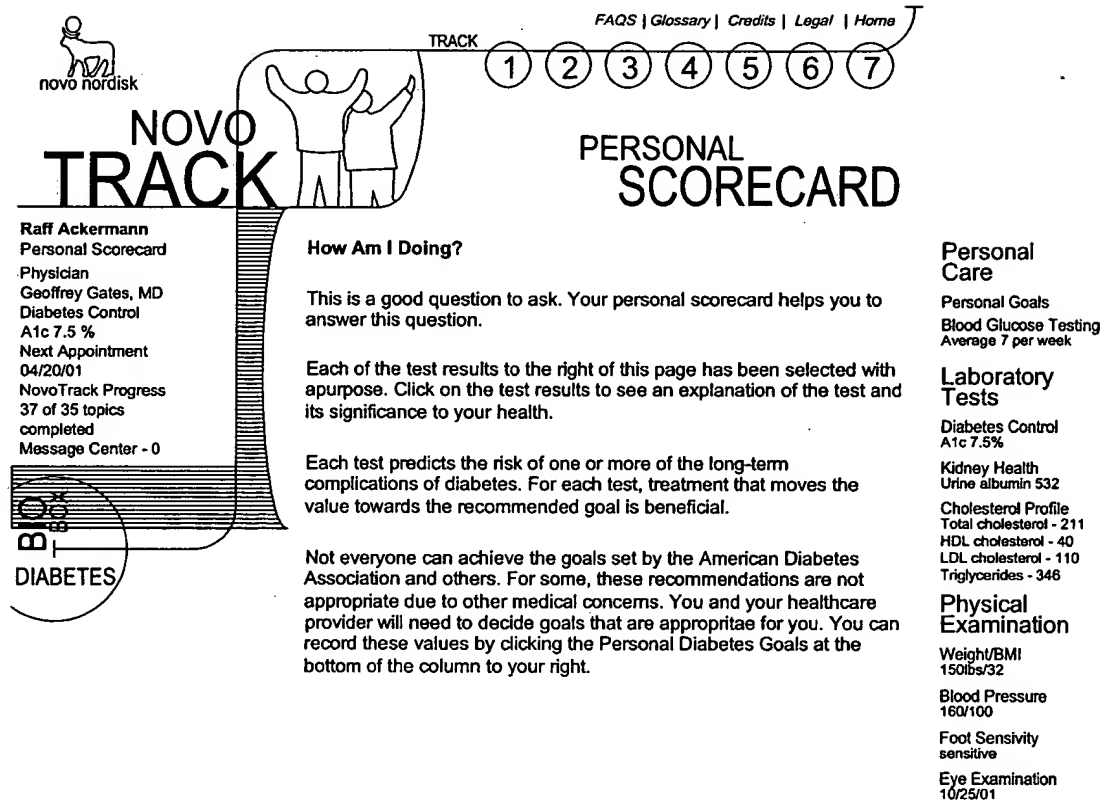 FAQS | Glossary | Credits | Legal | Home
TRACK
1 2 3 4 5 6 7
novo nordisk
NOVO
TRACK
PERSONAL
SCORECARD
Raff Ackermann
Personal Scorecard
Physician
Geoffrey Gates, MD
Diabetes Control
A1c 7.5 %
Next Appointment
04/20/01
NovoTrack Progress
37 of 35 topics
completed
Message Center - 0
BIO
BOX
DIABETES
How Am I Doing?
This is a good question to ask. Your personal scorecard helps you to
answer this question.
Each of the test results to the right of this page has been selected with
apurpose. Click on the test results to see an explanation of the test and
its significance to your health.
Each test predicts the risk of one or more of the long-term
complications of diabetes. For each test, treatment that moves the
value towards the recommended goal is beneficial.
Not everyone can achieve the goals set by the American Diabetes
Association and others. For some, these recommendations are not
appropriate due to other medical concerns. You and your healthcare
provider will need to decide goals that are appropritae for you. You can
record these values by clicking the Personal Diabetes Goals at the
bottom of the column to your right.
Personal
Care
Personal Goals
Blood Glucose Testing
Average 7 per week
Laboratory
Tests
Diabetes Control
A1c 7.5%
Kidney Health
Urine albumin 532
Cholesterol Profile
Total cholesterol - 211
HDL cholesterol - 40
LDL cholesterol - 110
Triglycerides - 346
Physical
Examination
Weight/BMI
150lbs/32
Blood Pressure
160/100
Foot Sensivity
sensitive
Eye Examination
10/25/01